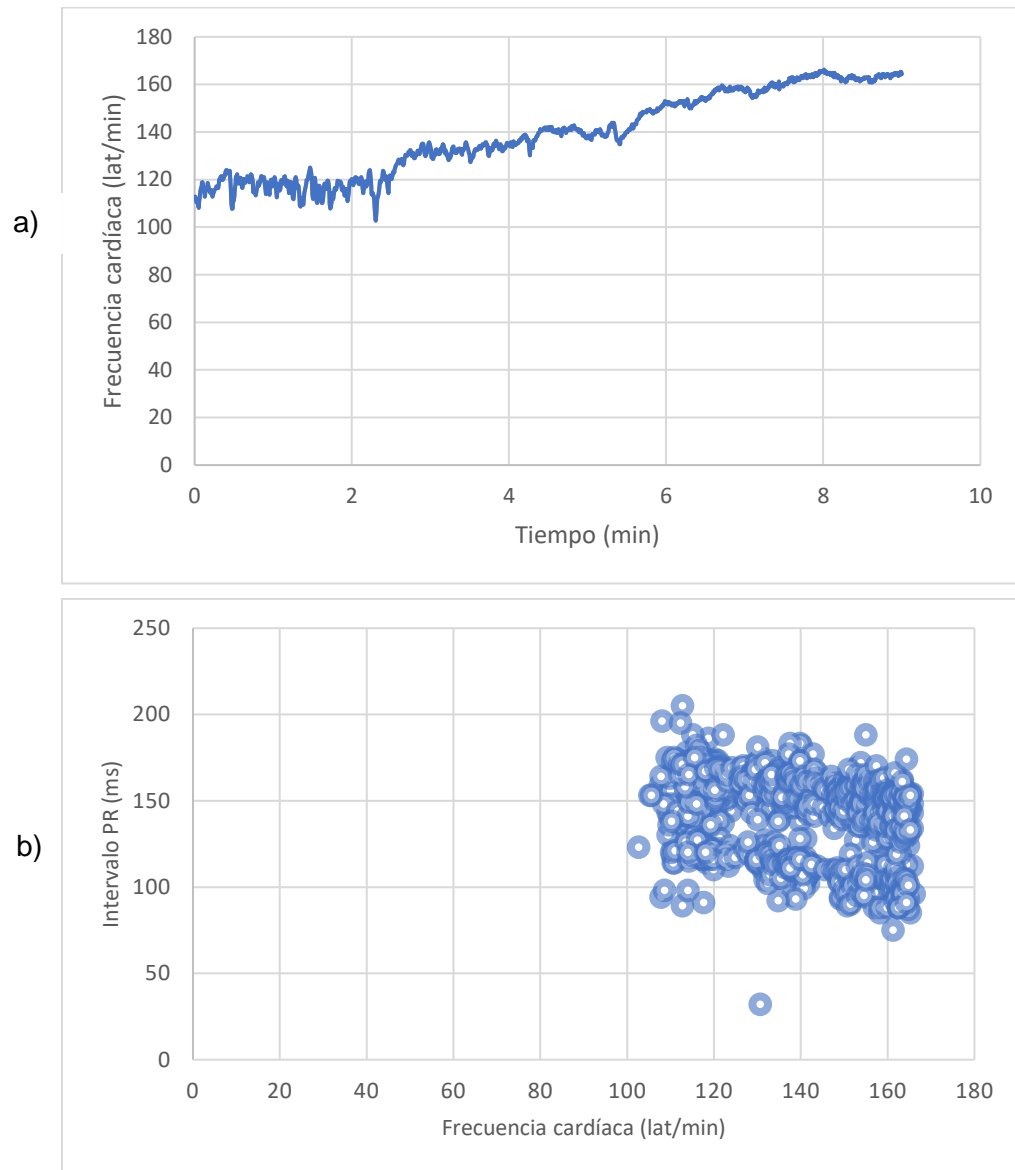 a)
Frecuencia cardíaca (lat/min)
180
160
140
120
100
80
60
40
20
0
0 2 4 6 8 10
Tiempo (min)
b)
Intervalo PR (ms)
250
200
150
100
50
0
0 20 40 60 80 100 120 140 160 180
Frecuencia cardíaca (lat/min)